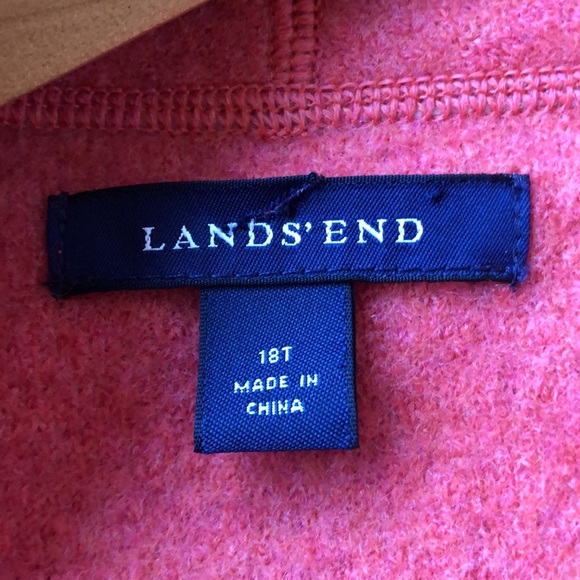 LANDS' END
18T
MADE IN
CHINA